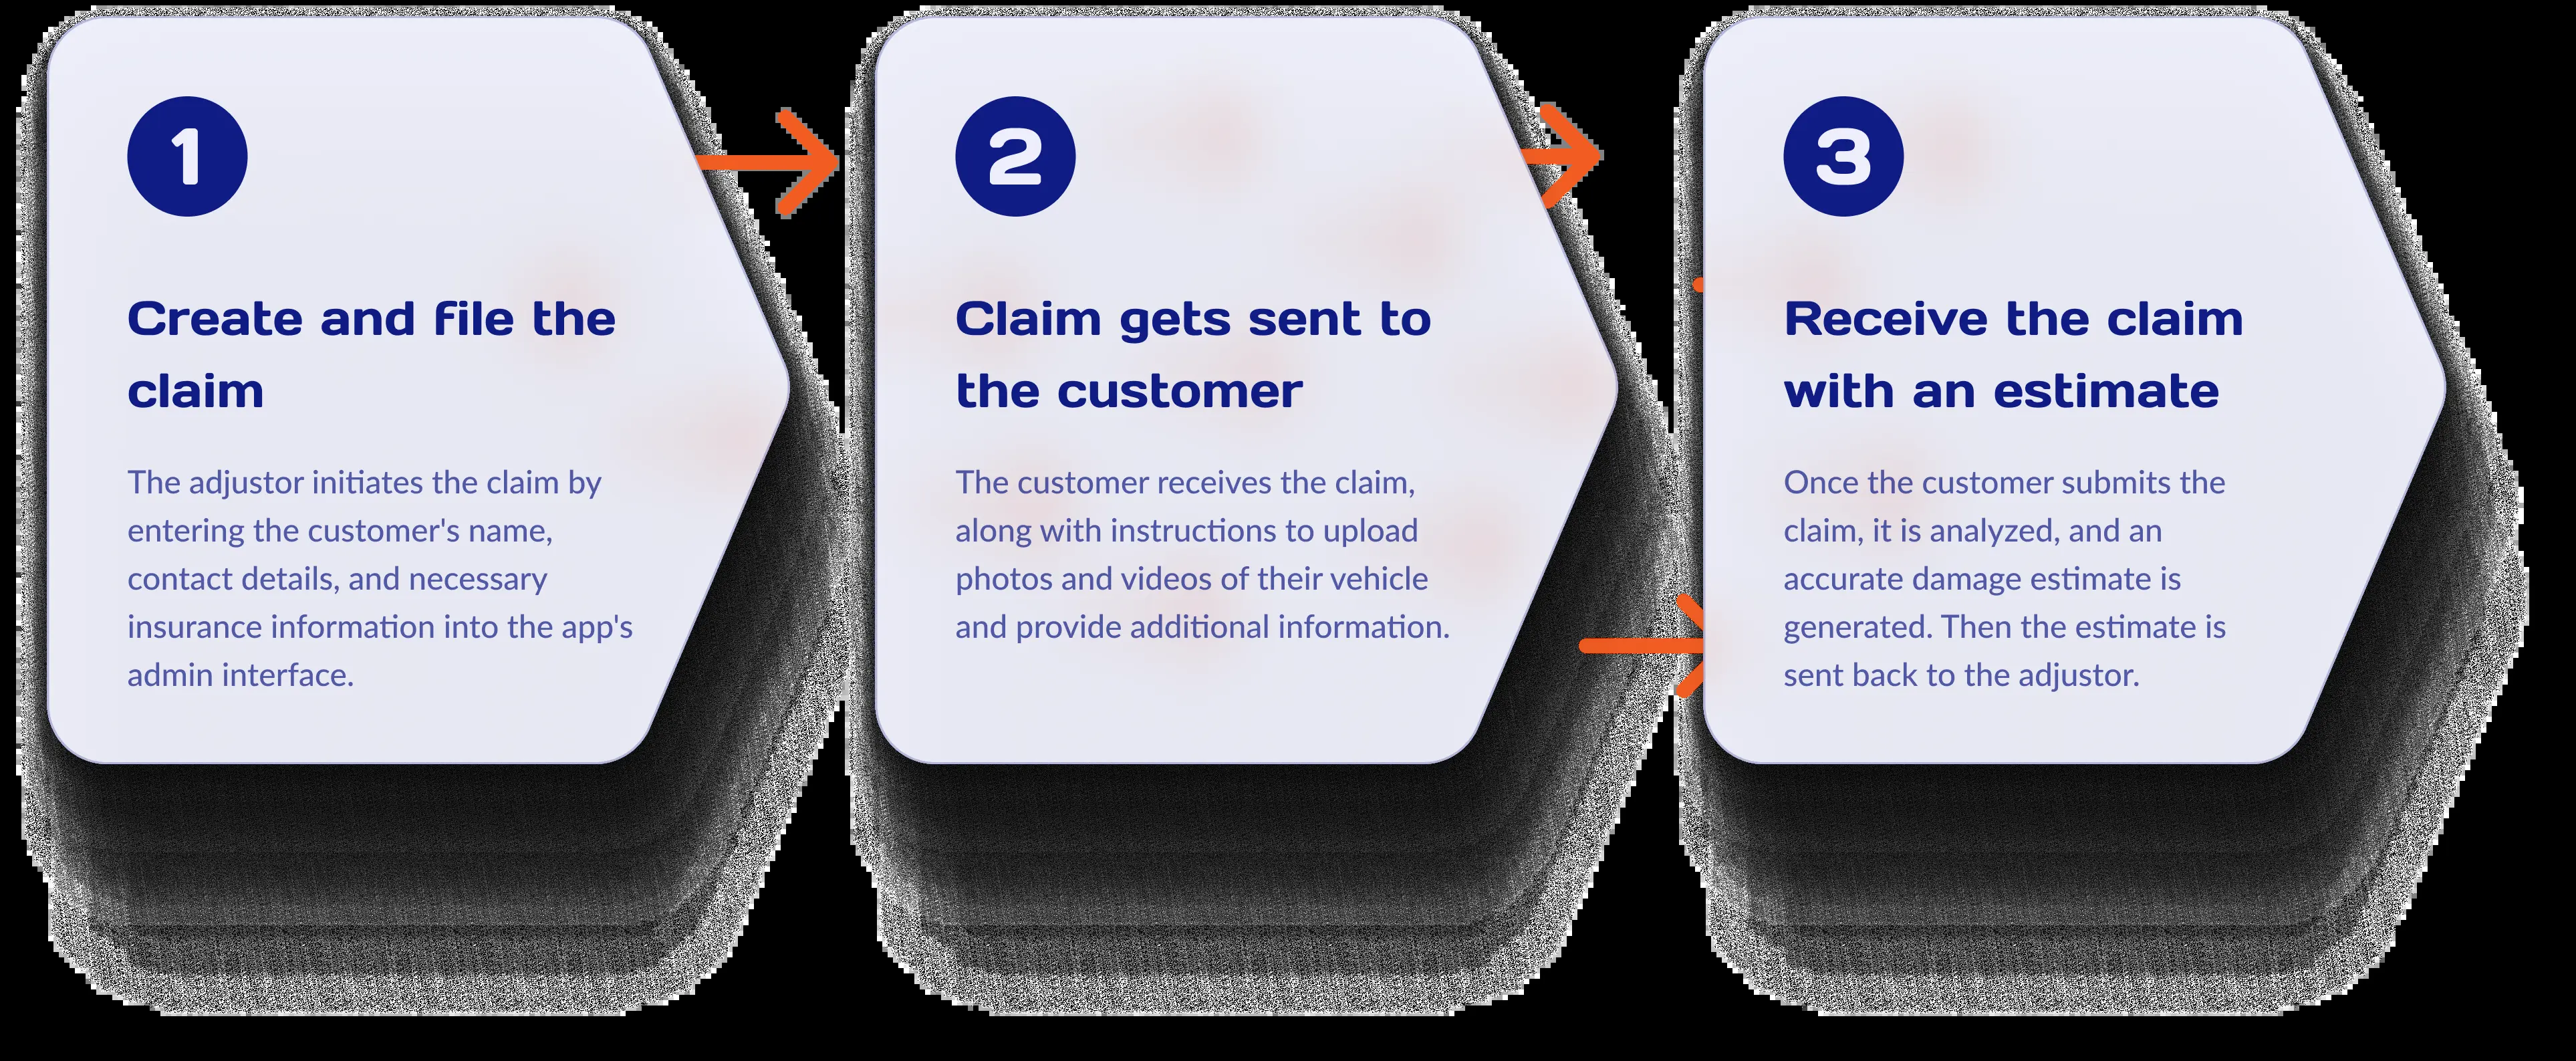 1
Create and file the
claim
The adjustor initiates the claim by
entering the customer's name,
contact details, and necessary
insurance information into the app's
admin interface.
2
Claim gets sent to
the customer
The customer receives the claim,
along with instructions to upload
photos and videos of their vehicle
and provide additional information.
3
Receive the claim
with an estimate
Once the customer submits the
claim, it is analyzed, and an
accurate damage estimate is
generated. Then the estimate is
sent back to the adjustor.